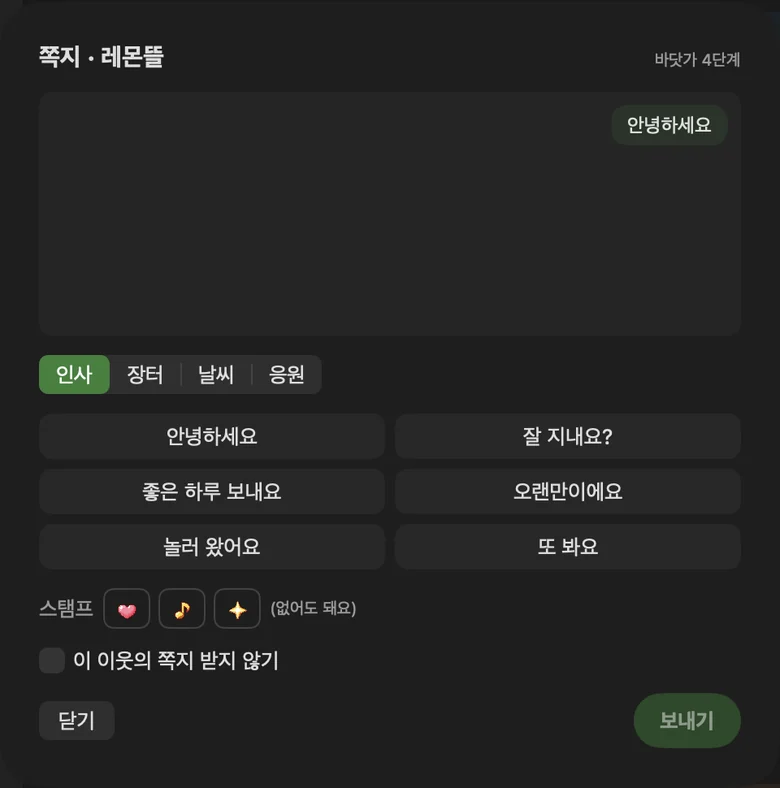 쪽지 · 레몬뜰
바닷가 4단계
안녕하세요
인사 장터 날씨 응원
안녕하세요 잘 지내요?
좋은 하루 보내요 오랜만이에요
놀러 왔어요 또 봐요
스탬프 (없어도 돼요)
이 이웃의 쪽지 받지 않기
닫기 보내기